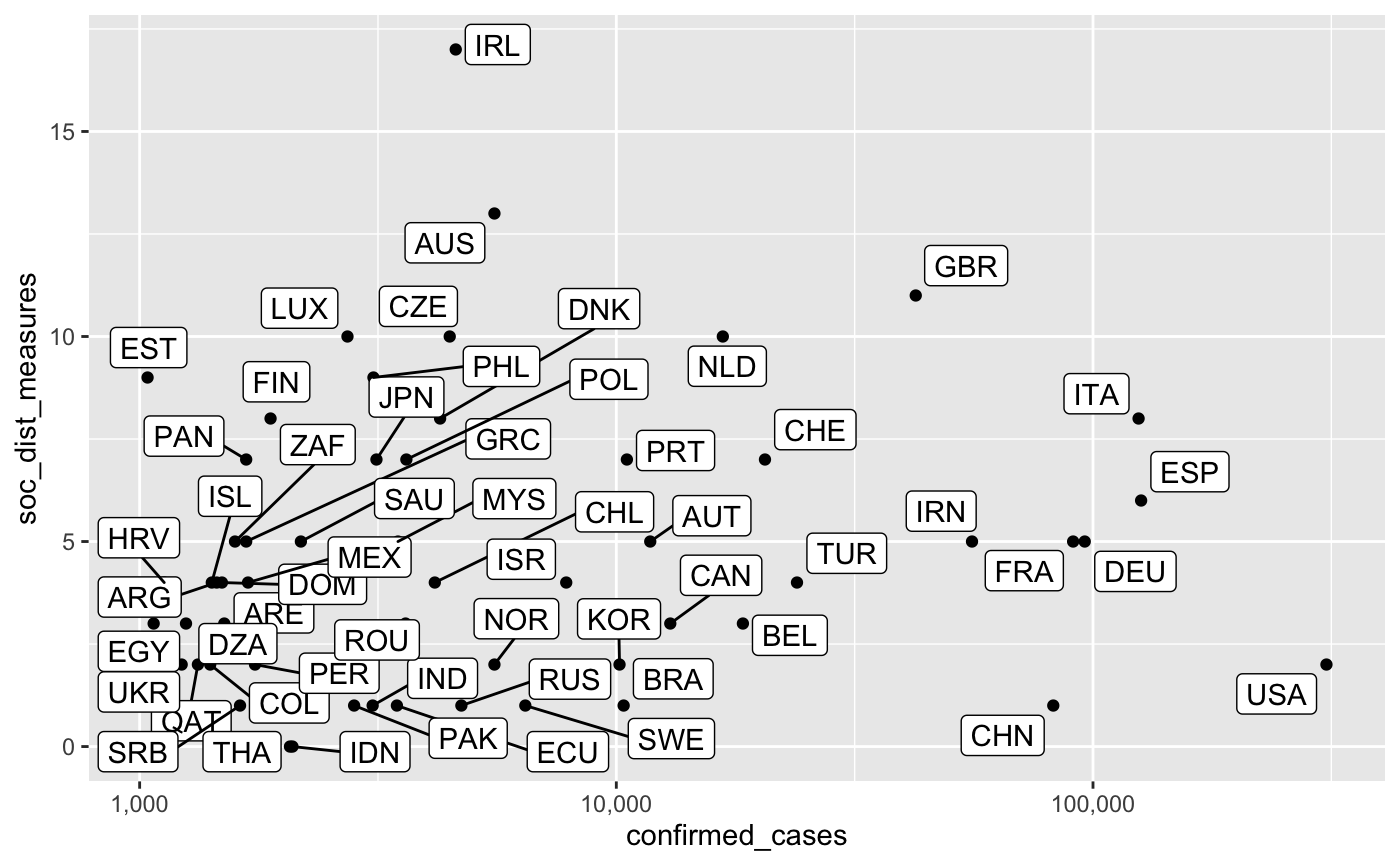 IRL
15
AUS
GBR
LUX
CZE
DNK
10
EST
PHL
NLD
FIN
POL
JPN
ITA
PAN
ZAF
GRC
PRT
CHE
ESP
ISL
SAU
MYS
CHL
AUT
IRN
HRV
5
MEX
ISR
TUR
FRA
DEU
DOM
CAN
ARG
ARE
NOR
KOR
DZA
ROU
BEL
EGY
PER
IND
RUS
BRA
UKR
COL
USA
QAT
SRB
0
THA
IDN
PAK
ECU
SWE
CHN
1,000
10,000
100,000
confirmed_cases
soc_dist_measures